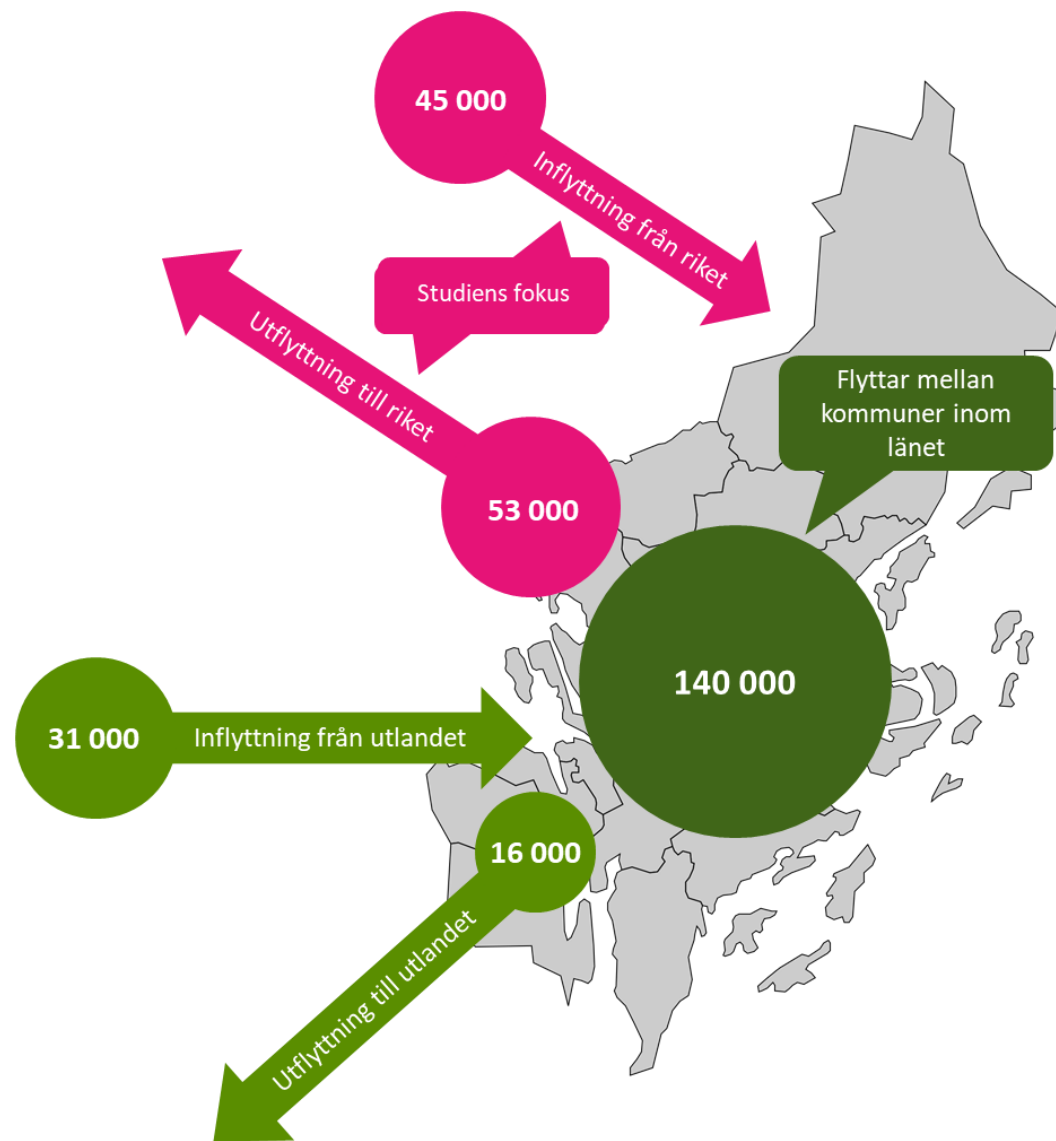 45 000
Inflyttning från riket
Studiens fokus
Utflyttning till riket
53 000
Flyttar mellan
kommuner inom
länet
140 000
31 000
Inflyttning från utlandet
16 000
Utflyttning till utlandet